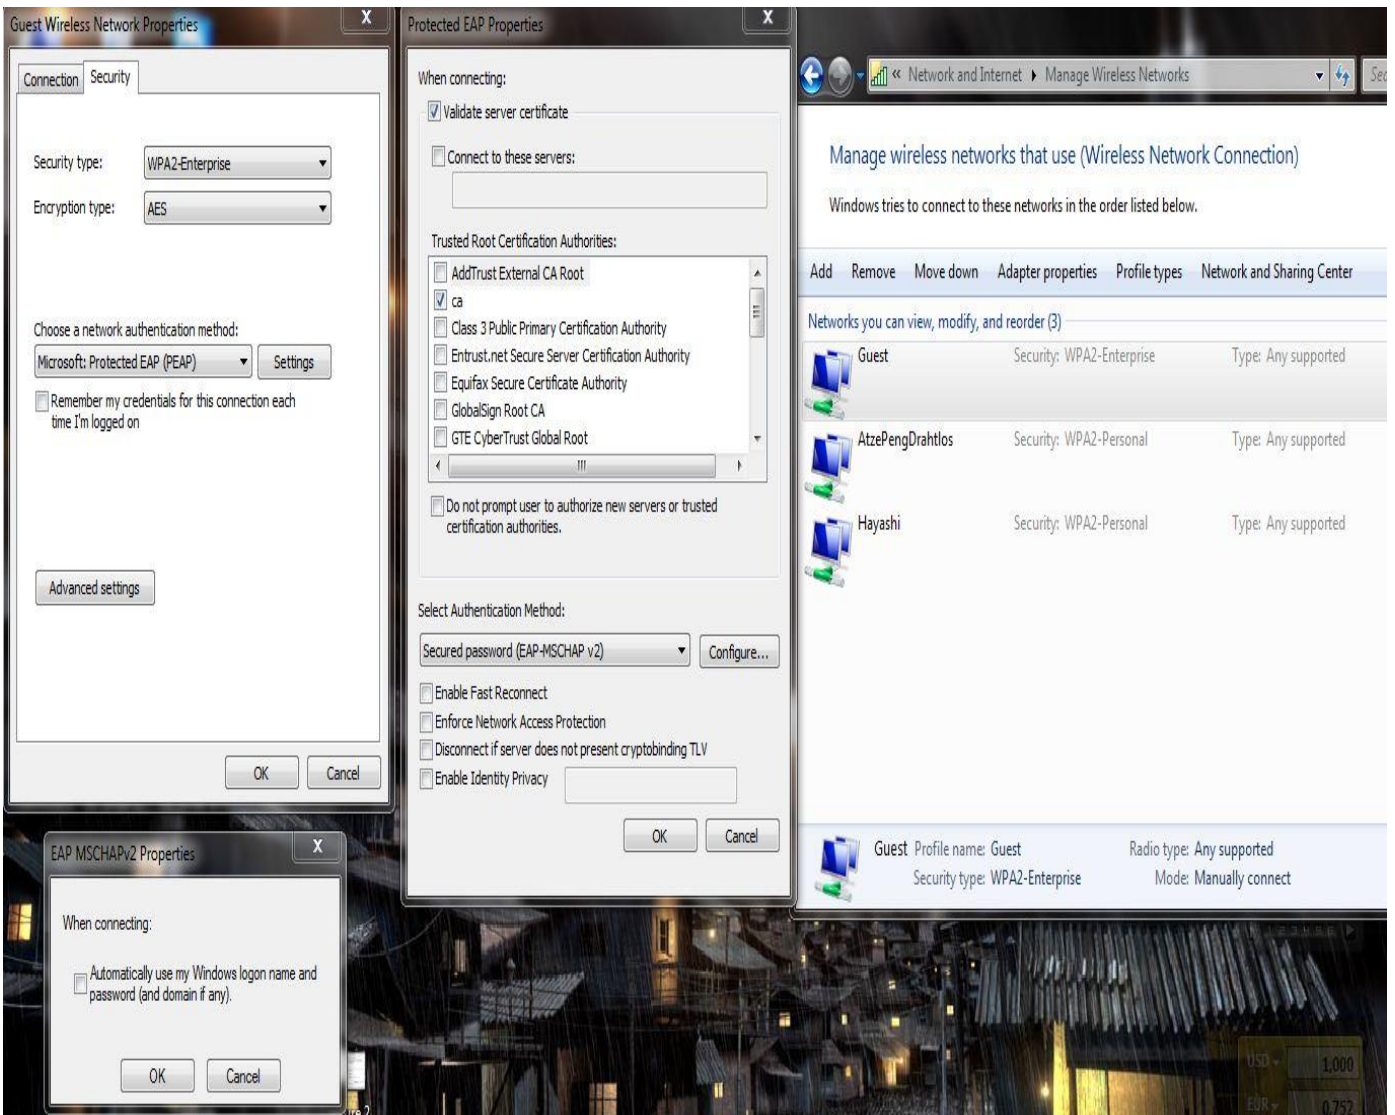 Guest Wireless Network Properties
X
Connection
Security
Security type:
WPA2-Enterprise
Encryption type:
AES
Choose a network authentication method:
Microsoft: Protected EAP (PEAP)
Settings
Remember my credentials for this connection each
time I'm logged on
Advanced settings
OK
Cancel
EAP MSCHAPv2 Properties
X
When connecting:
Automatically use my Windows logon name and
password (and domain if any).
OK
Cancel
Protected EAP Properties
X
When connecting:
Validate server certificate
Connect to these servers:
Trusted Root Certification Authorities:
AddTrust External CA Root
ca
Class 3 Public Primary Certification Authority
Entrust.net Secure Server Certification Authority
Equifax Secure Certificate Authority
GlobalSign Root CA
GTE CyberTrust Global Root
Do not prompt user to authorize new servers or trusted
certification authorities.
Select Authentication Method:
Secured password (EAP-MSCHAP v2)
Configure...
Enable Fast Reconnect
Enforce Network Access Protection
Disconnect if server does not present cryptobinding TLV
Enable Identity Privacy
OK
Cancel
« Network and Internet Manage Wireless Networks
Manage wireless networks that use (Wireless Network Connection)
Windows tries to connect to these networks in the order listed below.
Add Remove Move down Adapter properties Profile types Network and Sharing Center
Networks you can view, modify, and reorder (3)
Guest Security: WPA2-Enterprise Type: Any supported
AtzePengDrahtlos Security: WPA2-Personal Type: Any supported
Hayashi Security: WPA2-Personal Type: Any supported
Guest Profile name: Guest Radio type: Any supported
Security type: WPA2-Enterprise Mode: Manually connect
USD 1,000
EUR 0,752